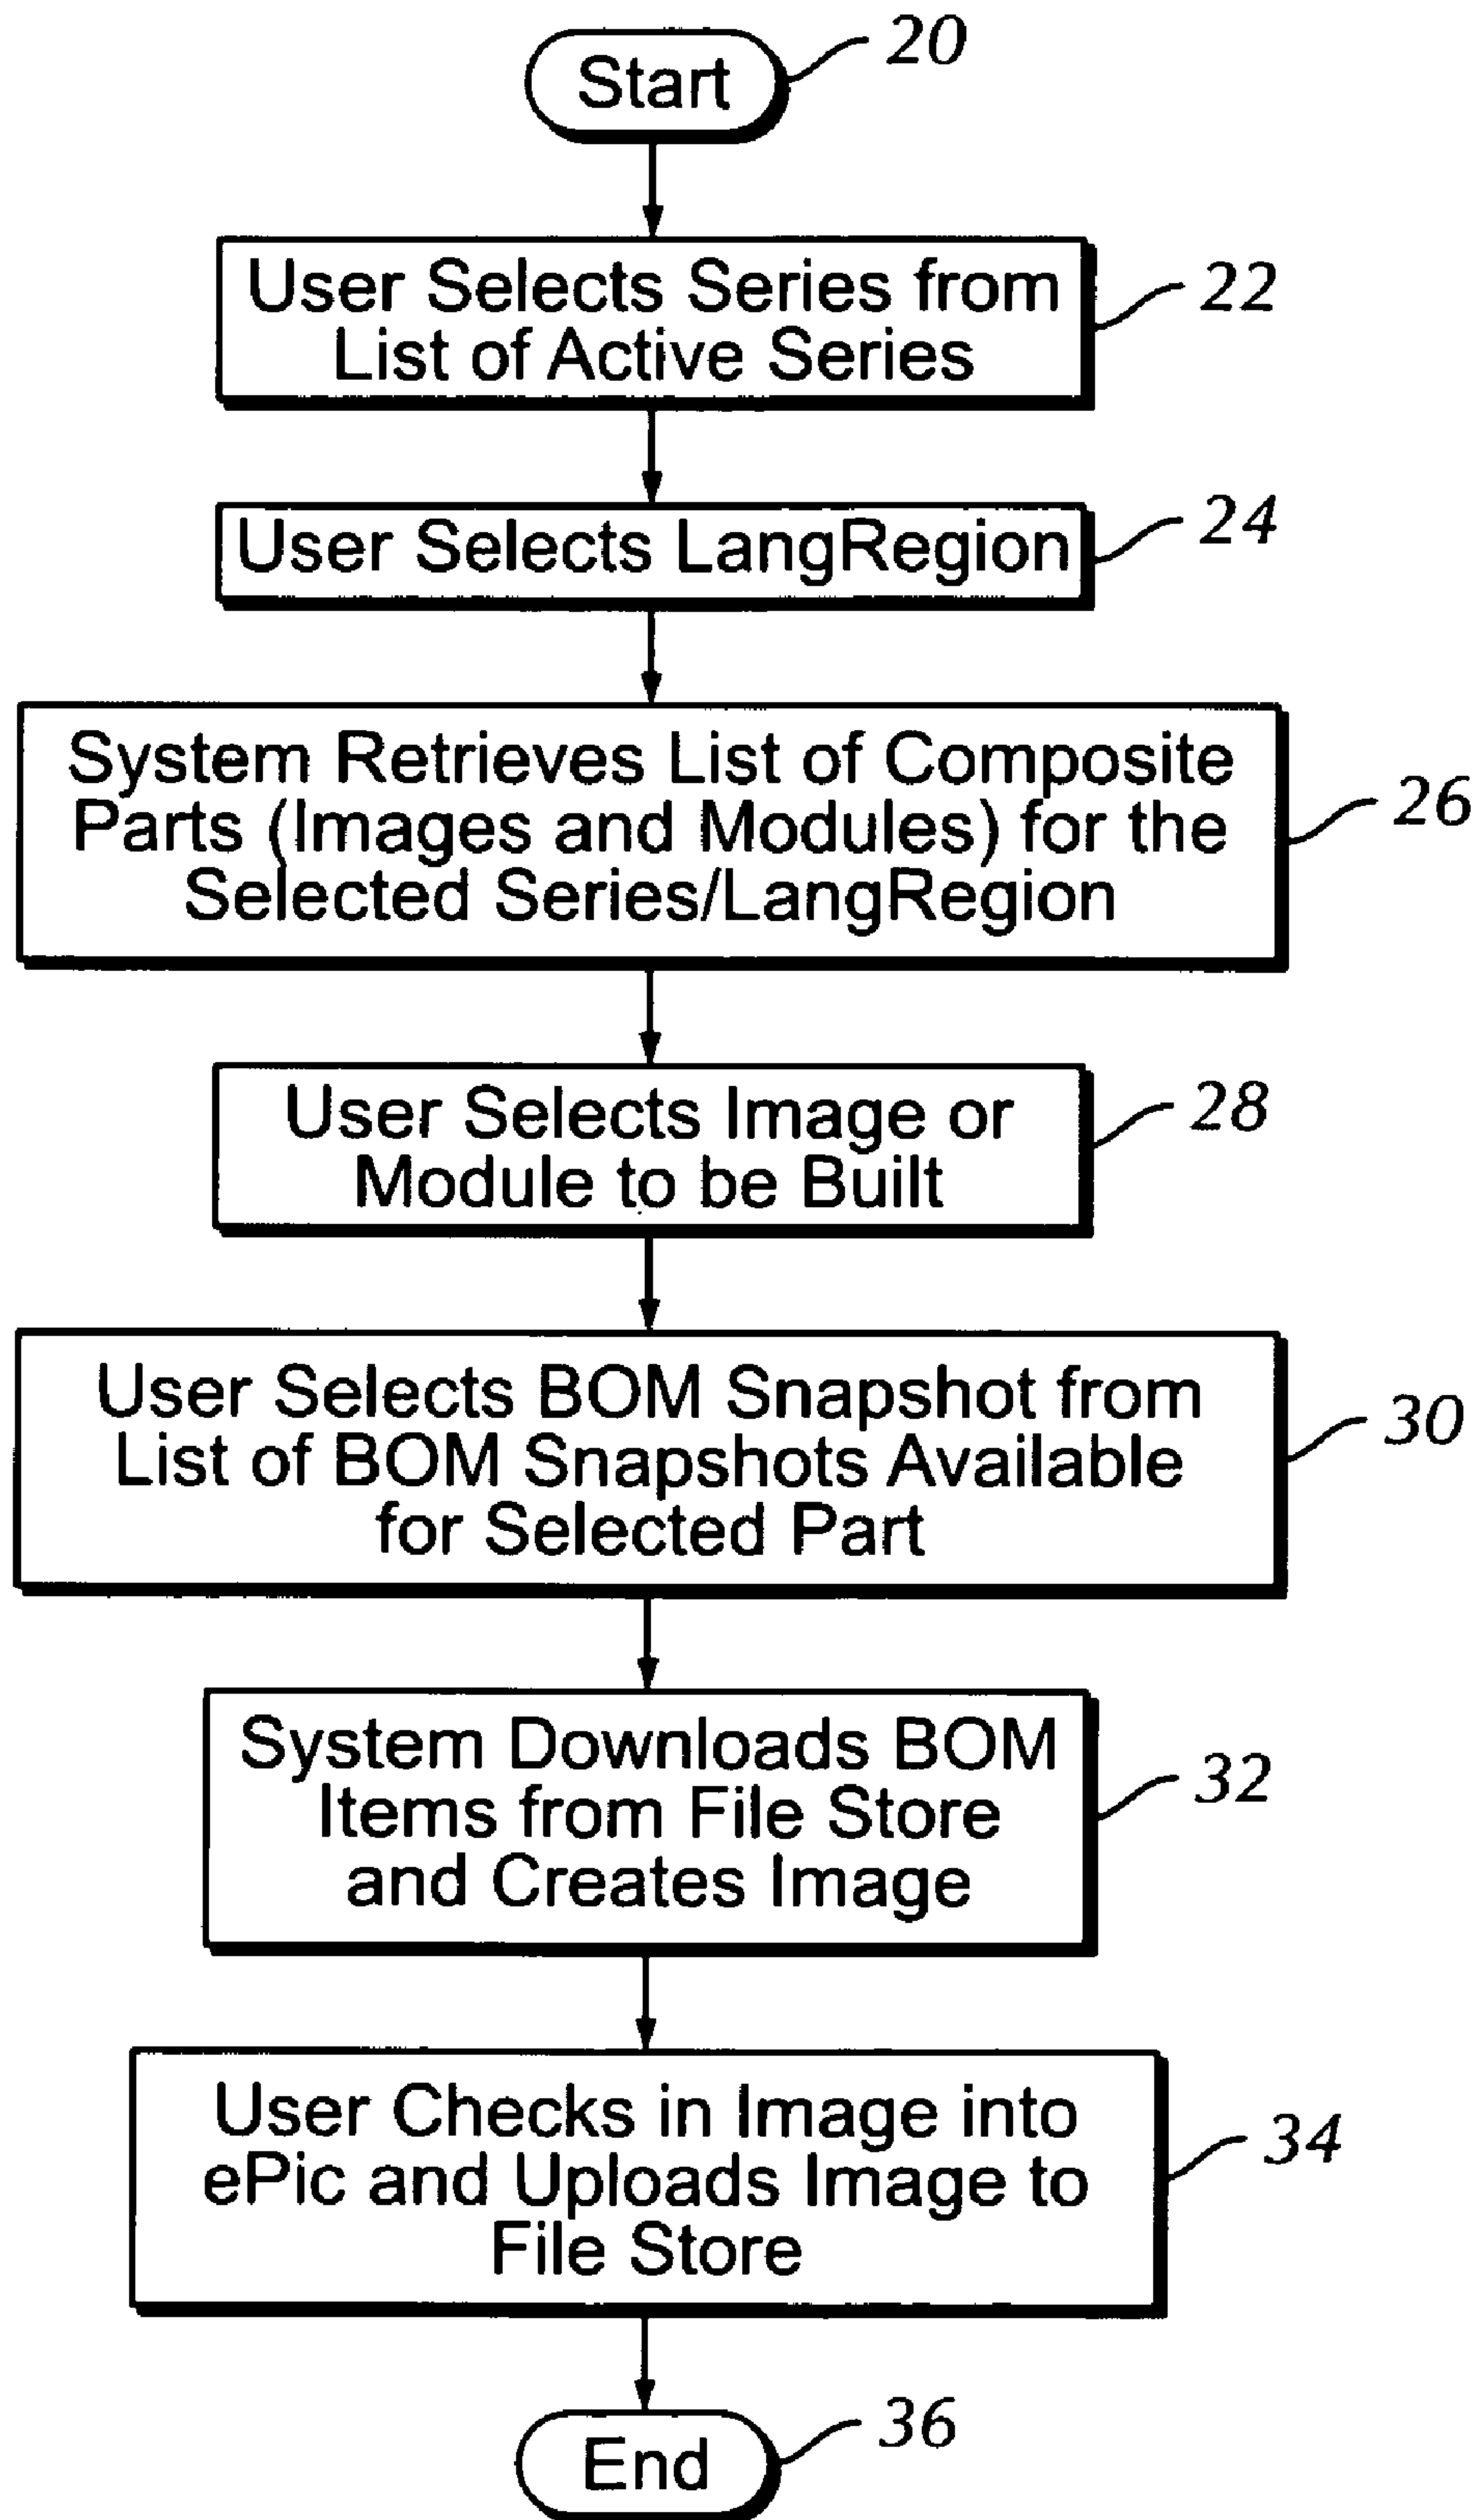 Start
20
User Selects Series from
List of Active Series
22
User Selects LangRegion
24
System Retrieves List of Composite
Parts (Images and Modules) for the
Selected Series/LangRegion
26
User Selects Image or
Module to be Built
28
User Selects BOM Snapshot from
List of BOM Snapshots Available
for Selected Part
30
System Downloads BOM
Items from File Store
and Creates Image
32
User Checks in Image into
ePic and Uploads Image to
File Store
34
End
36